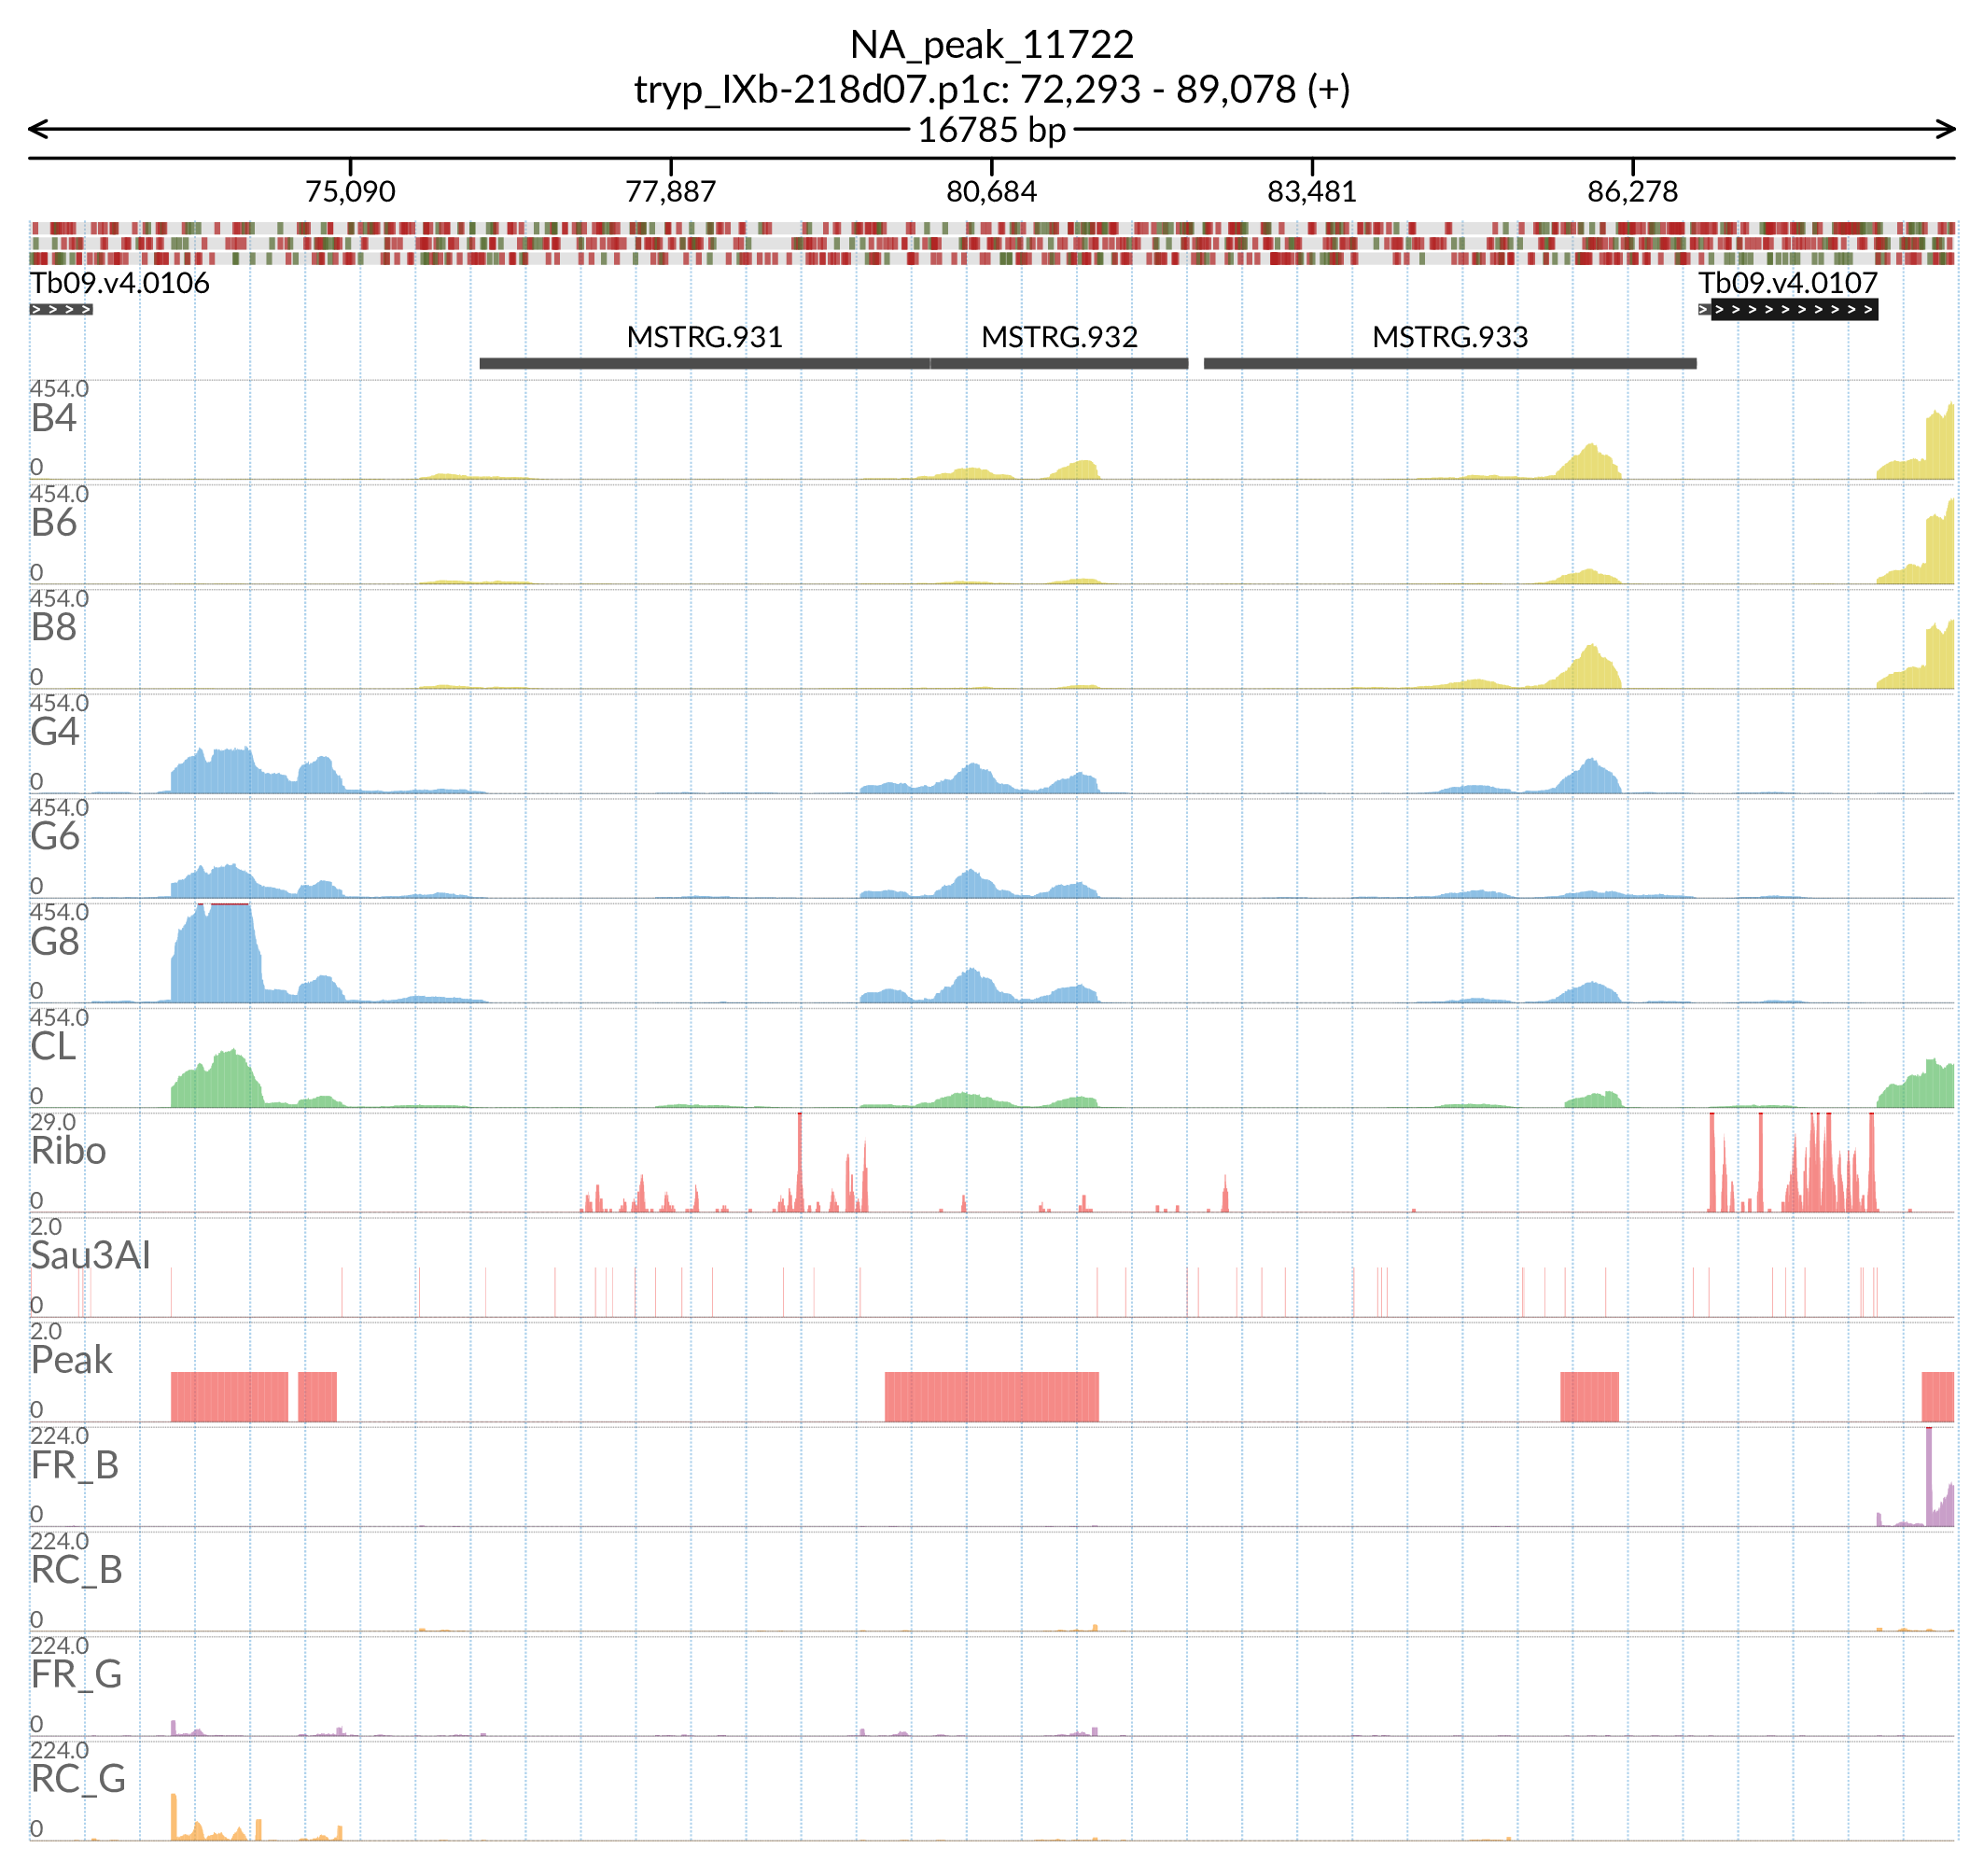 NA_peak_11722
tryp_IXb-218d07.p1c: 72,293 - 89,078 (+)
16785 bp
75,090 77,887 80,684 83,481 86,278
Tb09.v4.0106 Tb09.v4.0107
> > > > > > > > > > > > > > >
MSTRG.931 MSTRG.932 MSTRG.933
454.0
B4
0
454.0
B6
0
454.0
B8
0
454.0
G4
0
454.0
G6
0
454.0
G8
0
454.0
CL
0
29.0
Ribo
0
2.0
Sau3AI
0
2.0
Peak
0
224.0
FR_B
0
224.0
RC_B
0
224.0
FR_G
0
224.0
RC_G
0